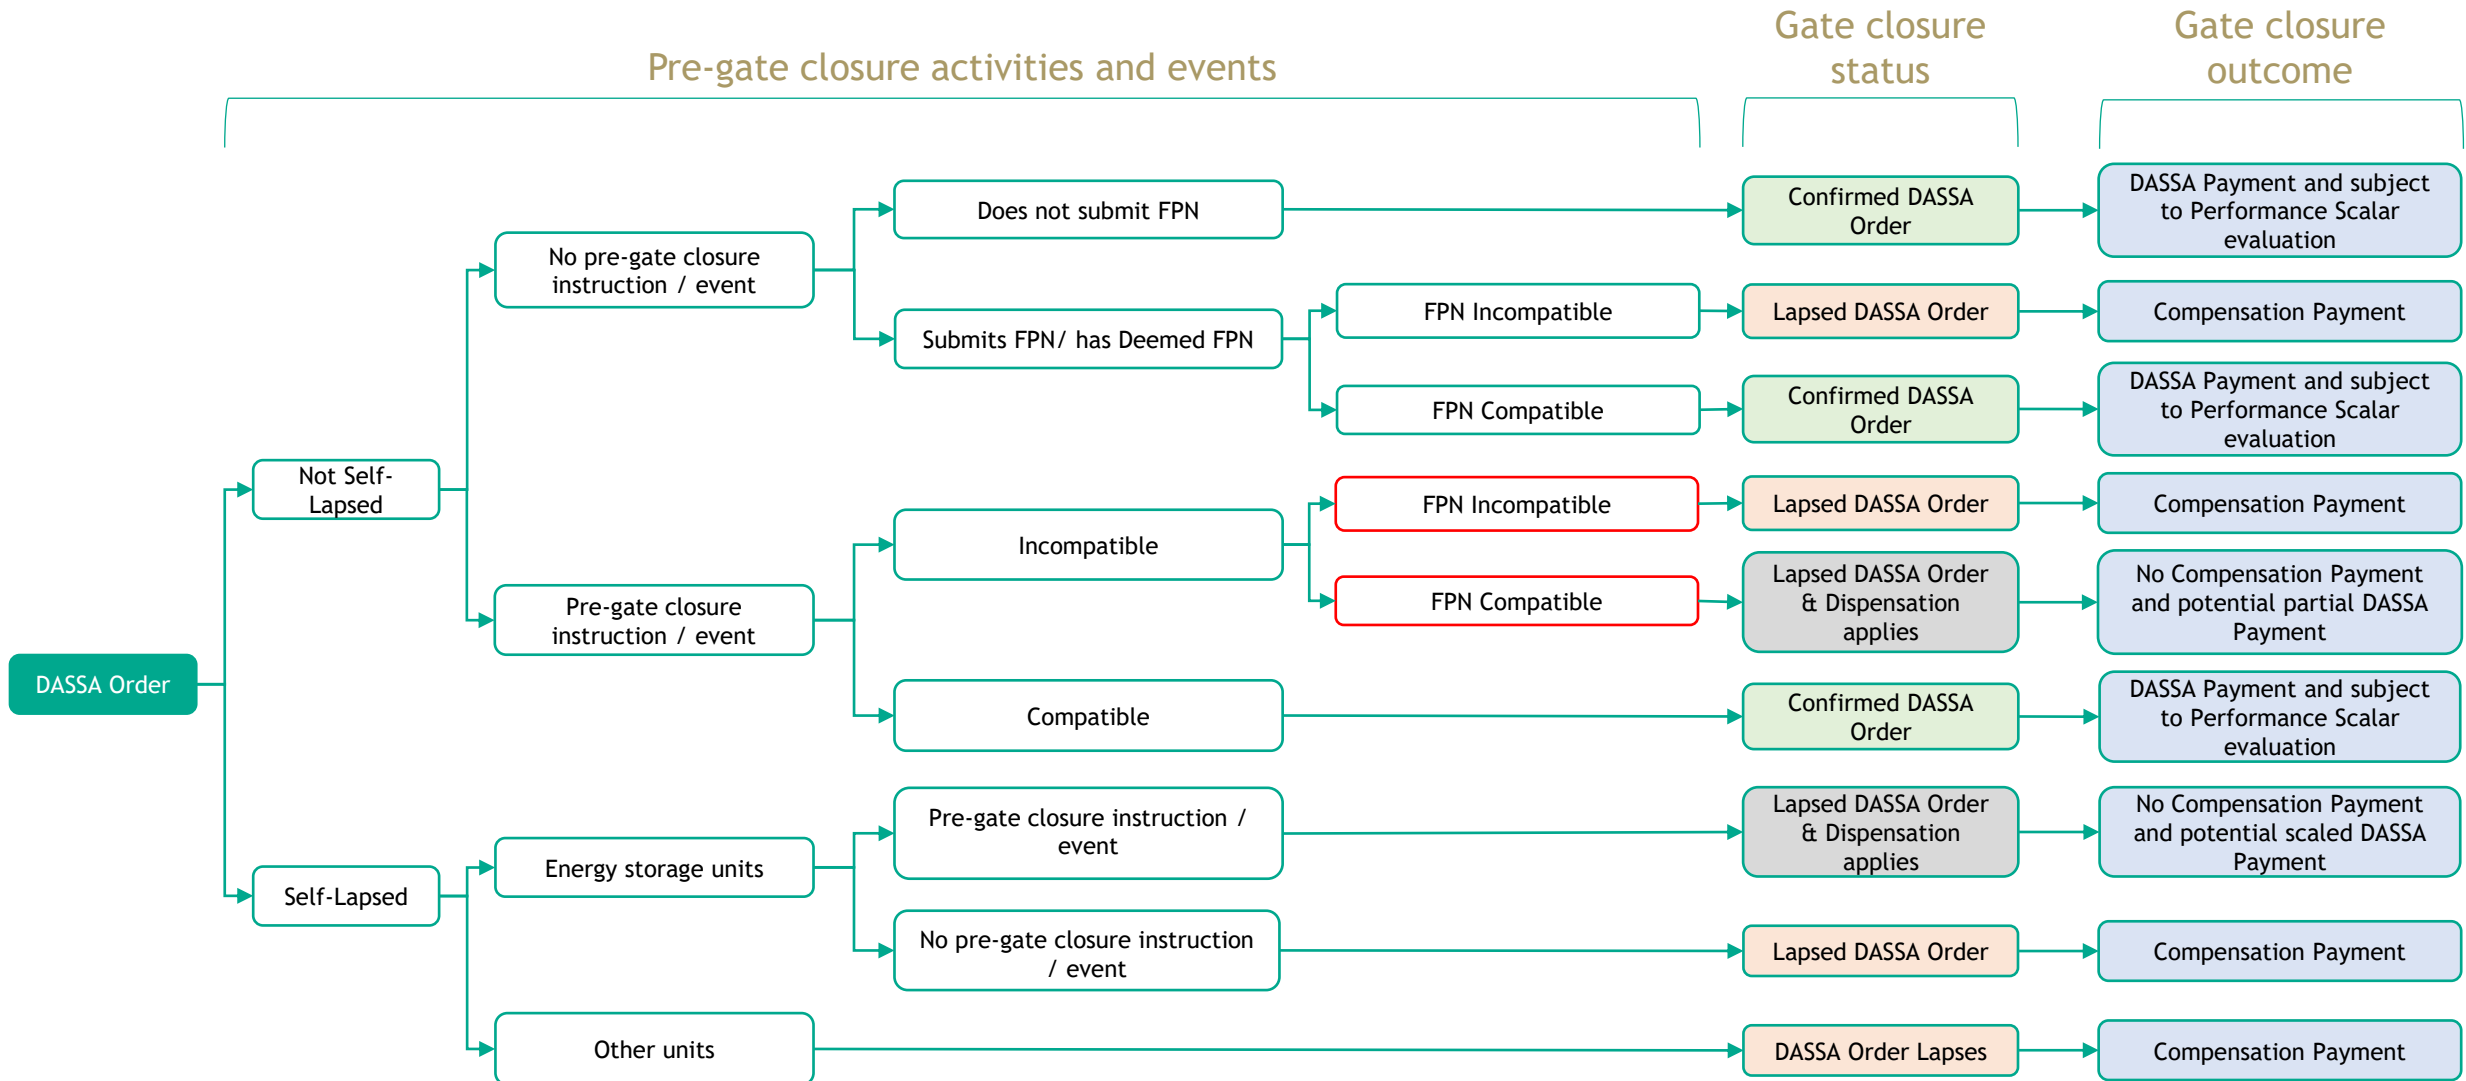 Pre-gate closure activities and events
Gate closure
status
Gate closure
outcome
Does not submit FPN
Confirmed DASSA
Order
DASSA Payment and subject
to Performance Scalar
evaluation
No pre-gate closure
instruction / event
FPN Incompatible
Lapsed DASSA Order
Compensation Payment
Submits FPN/ has Deemed FPN
FPN Compatible
Confirmed DASSA
Order
DASSA Payment and subject
to Performance Scalar
evaluation
Not Self-
Lapsed
FPN Incompatible
Lapsed DASSA Order
Compensation Payment
Incompatible
Pre-gate closure
instruction / event
FPN Compatible
Lapsed DASSA Order
& Dispensation
applies
No Compensation Payment
and potential partial DASSA
Payment
DASSA Order
Compatible
Confirmed DASSA
Order
DASSA Payment and subject
to Performance Scalar
evaluation
Pre-gate closure instruction /
event
Lapsed DASSA Order
& Dispensation
applies
No Compensation Payment
and potential scaled DASSA
Payment
Energy storage units
Self-Lapsed
No pre-gate closure instruction
/ event
Lapsed DASSA Order
Compensation Payment
Other units
DASSA Order Lapses
Compensation Payment